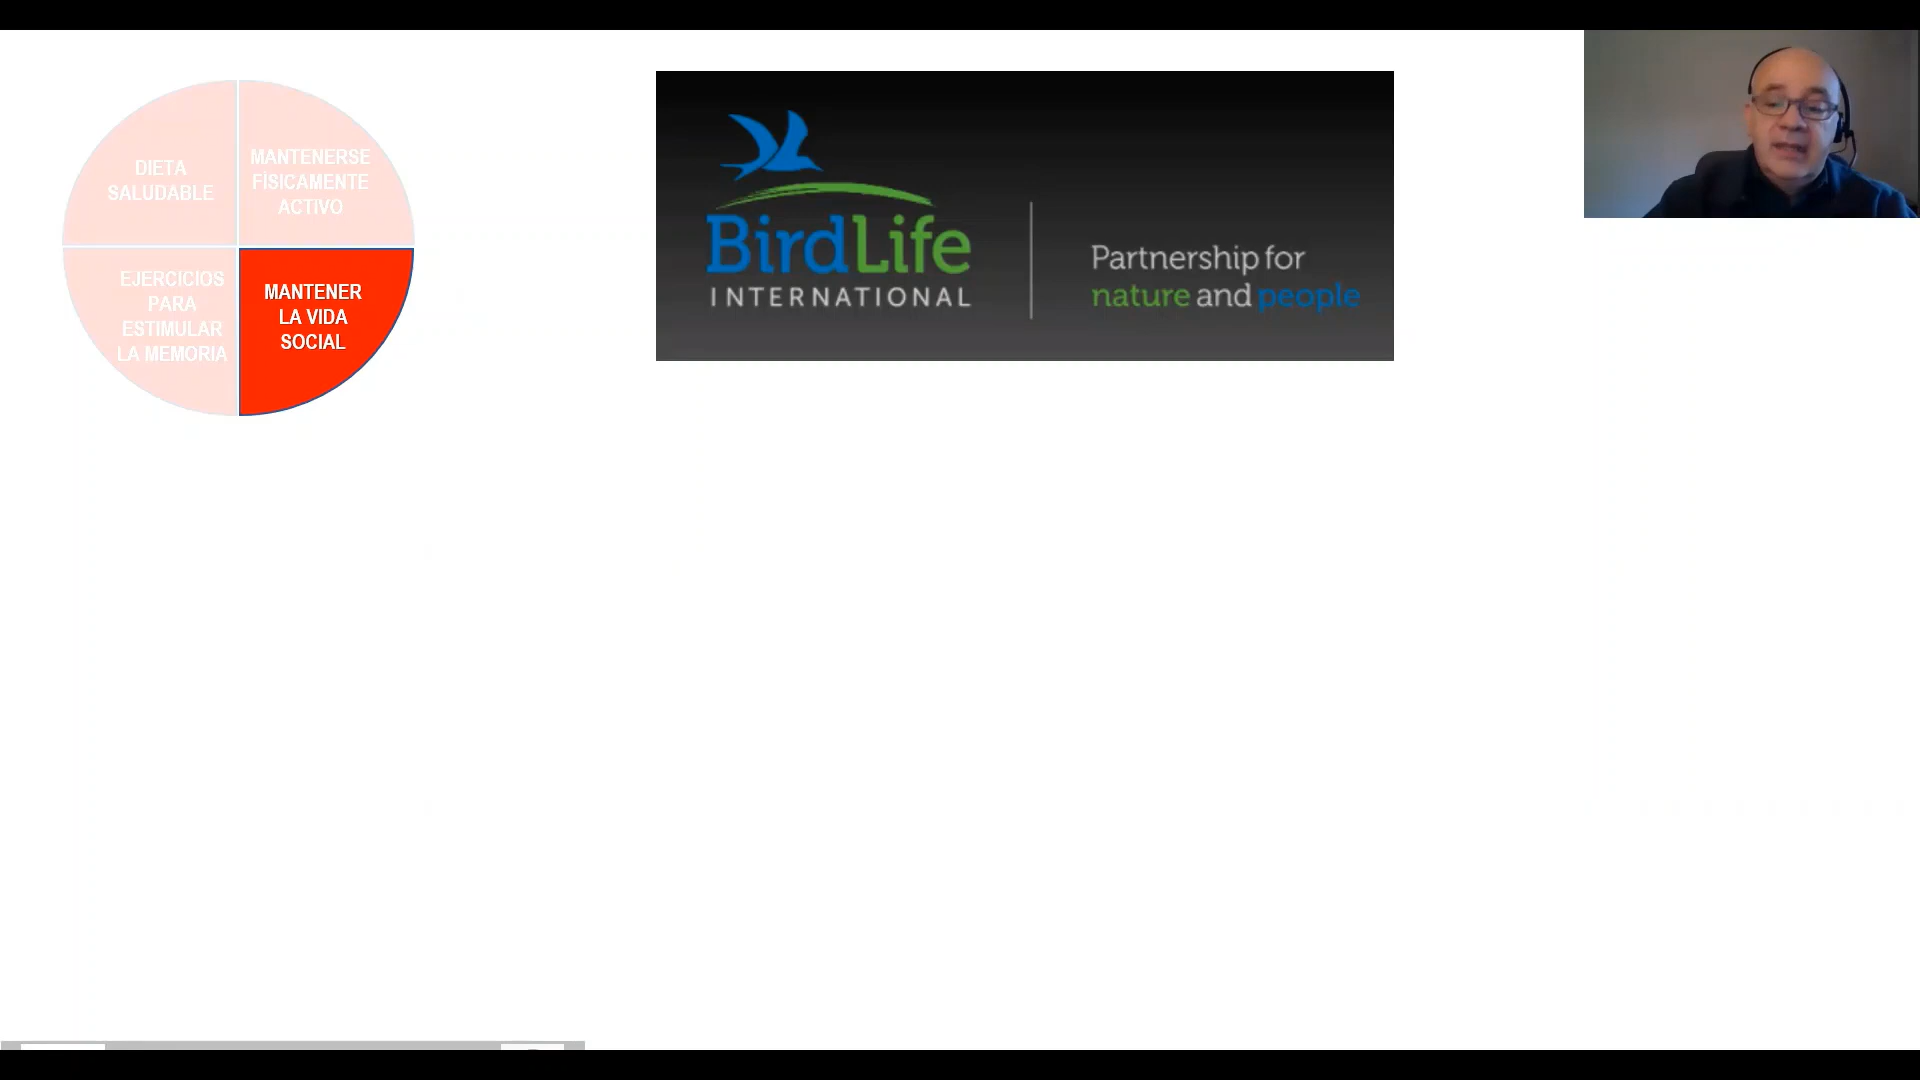 DIETA
SALUDABLE
MANTENERSE
FÍSICAMENTE
ACTIVO
EJERCICIOS
PARA
ESTIMULAR
LA MEMORIA
MANTENER
LA VIDA
SOCIAL
BirdLife
INTERNATIONAL
Partnership for
nature and people